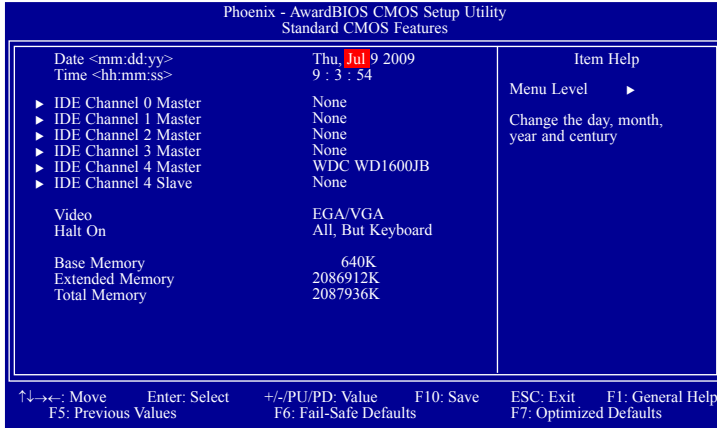 Phoenix - AwardBIOS CMOS Setup Utility
Standard CMOS Features
Date <mm:dd:yy> Thu, Jul 9 2009
Time <hh:mm:ss> 9 : 3 : 54
▶ IDE Channel 0 Master None
▶ IDE Channel 1 Master None
▶ IDE Channel 2 Master None
▶ IDE Channel 3 Master None
▶ IDE Channel 4 Master WDC WD1600JB
▶ IDE Channel 4 Slave None
Video EGA/VGA
Halt On All, But Keyboard
Base Memory 640K
Extended Memory 2086912K
Total Memory 2087936K
Item Help
Menu Level ▶
Change the day, month,
year and century
↑↓→←: Move Enter: Select +/-/PU/PD: Value F10: Save ESC: Exit F1: General Help
F5: Previous Values F6: Fail-Safe Defaults F7: Optimized Defaults